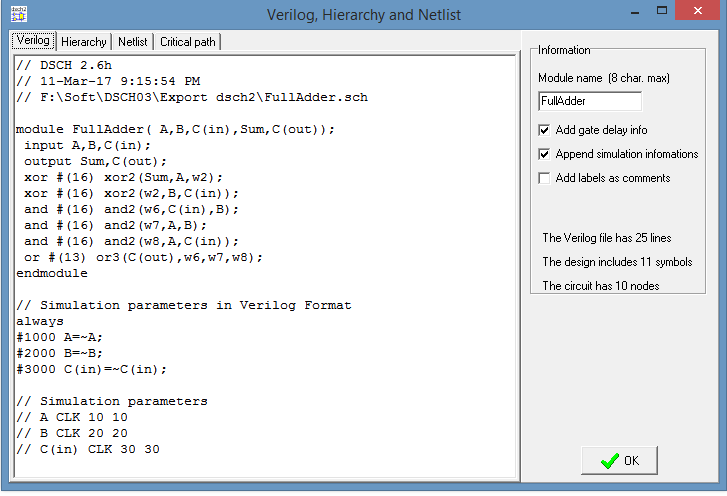 dsch2
Verilog, Hierarchy and Netlist
Verilog Hierarchy Netlist Critical path
// DSCH 2.6h
// 11-Mar-17 9:15:54 PM
// F:\Soft\DSCH03\Export dsch2\FullAdder.sch
module FullAdder( A,B,C(in),Sum,C(out));
input A,B,C(in);
output Sum,C(out);
xor #(16) xor2(Sum,A,w2);
xor #(16) xor2(w2,B,C(in));
and #(16) and2(w6,C(in),B);
and #(16) and2(w7,A,B);
and #(16) and2(w8,A,C(in));
or #(13) or3(C(out),w6,w7,w8);
endmodule
// Simulation parameters in Verilog Format
always
#1000 A=~A;
#2000 B=~B;
#3000 C(in)=~C(in);
// Simulation parameters
// A CLK 10 10
// B CLK 20 20
// C(in) CLK 30 30
Information
Module name (8 char. max)
FullAdder
Add gate delay info
Append simulation infomations
Add labels as comments
The Verilog file has 25 lines
The design includes 11 symbols
The circuit has 10 nodes
OK